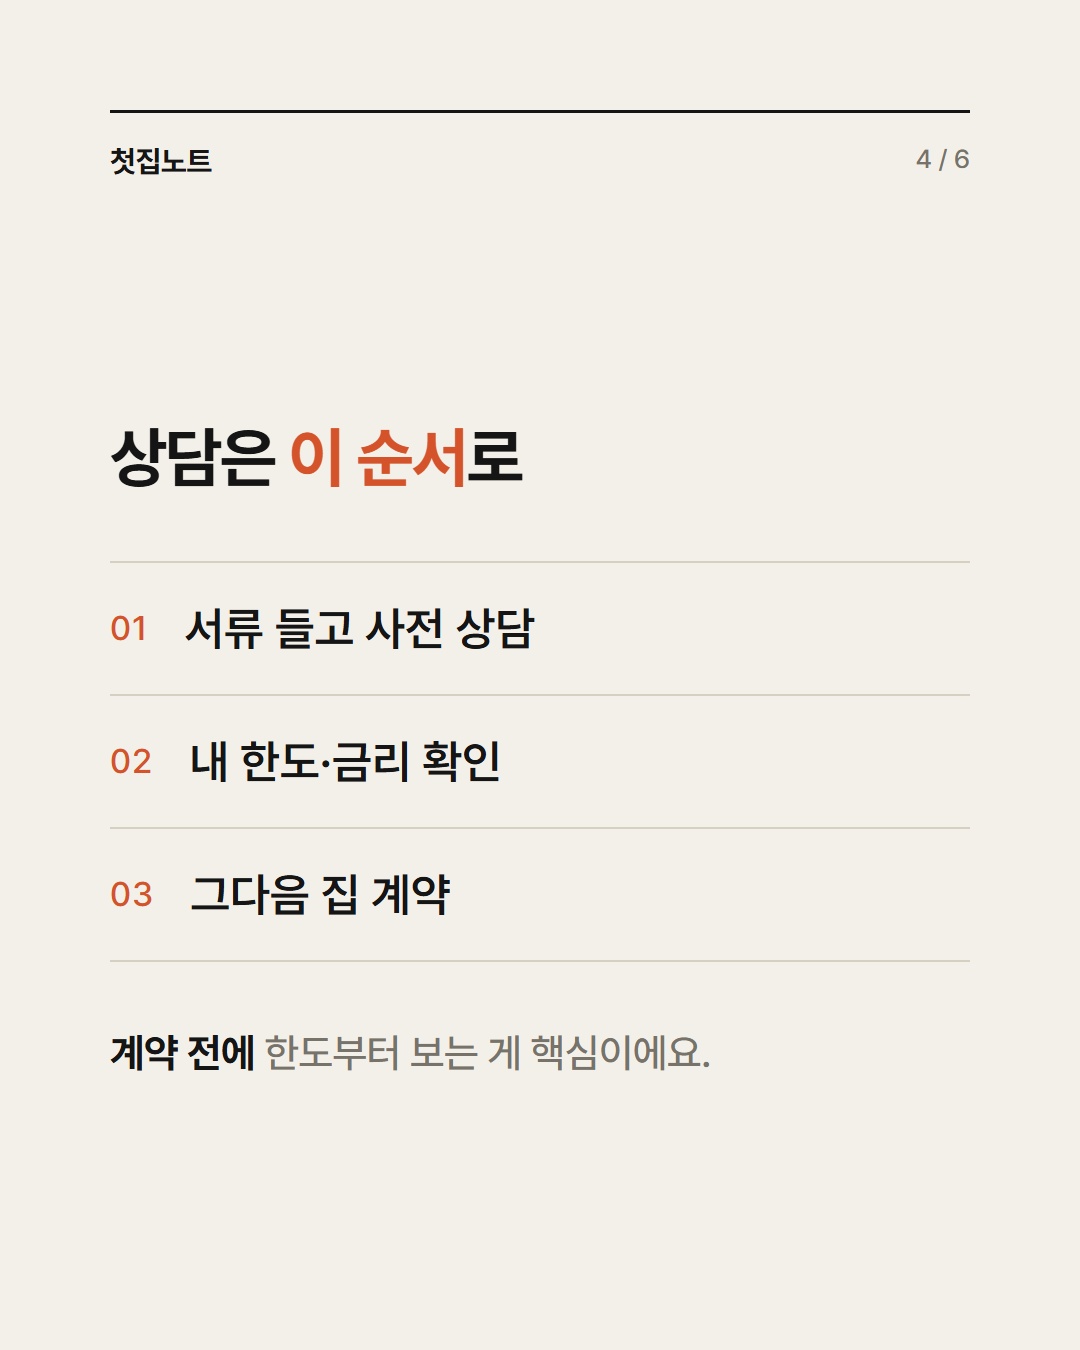 첫집노트
4 / 6
상담은 이 순서로
01 서류 들고 사전 상담
02 내 한도·금리 확인
03 그다음 집 계약
계약 전에 한도부터 보는 게 핵심이에요.